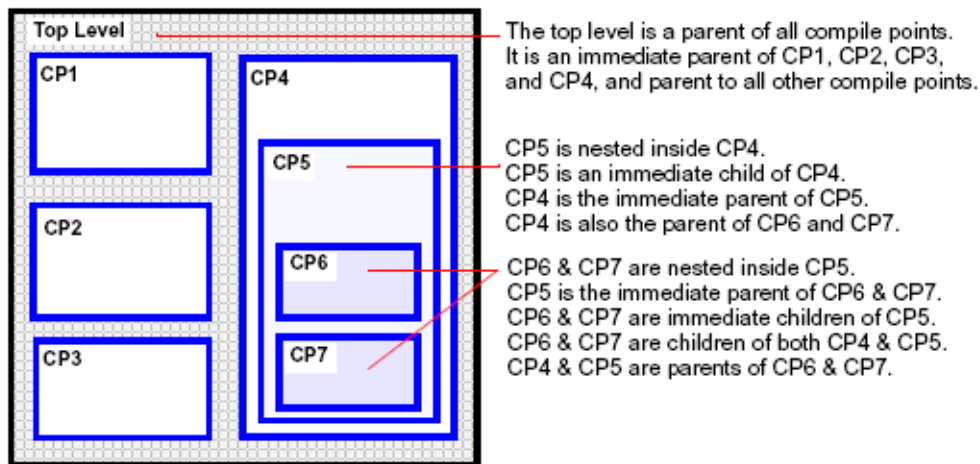 Top Level
CP1
CP2
CP3
CP4
CP5
CP6
CP7
The top level is a parent of all compile points.
It is an immediate parent of CP1, CP2, CP3,
and CP4, and parent to all other compile points.
CP5 is nested inside CP4.
CP5 is an immediate child of CP4.
CP4 is the immediate parent of CP5.
CP4 is also the parent of CP6 and CP7.
CP6 & CP7 are nested inside CP5.
CP5 is the immediate parent of CP6 & CP7.
CP6 & CP7 are immediate children of CP5.
CP6 & CP7 are children of both CP4 & CP5.
CP4 & CP5 are parents of CP6 & CP7.